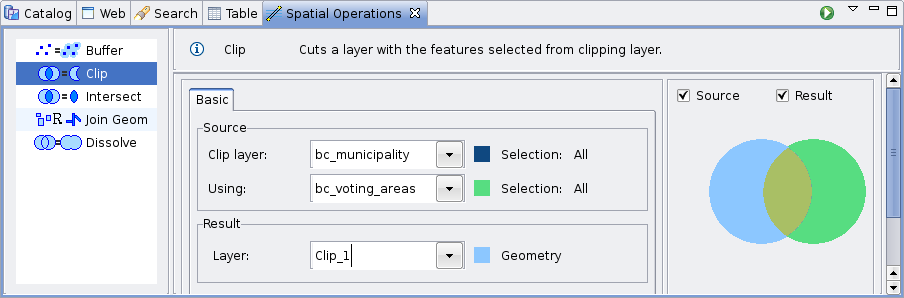 Catalog Web Search Table Spatial Operations
Buffer
Clip
Intersect
R Join Geom
Dissolve
Clip Cuts a layer with the features selected from clipping layer.
Basic
Source
Clip layer: bc_municipality Selection: All
Using: bc_voting_areas Selection: All
Result
Layer: Clip_1 Geometry
Source Result